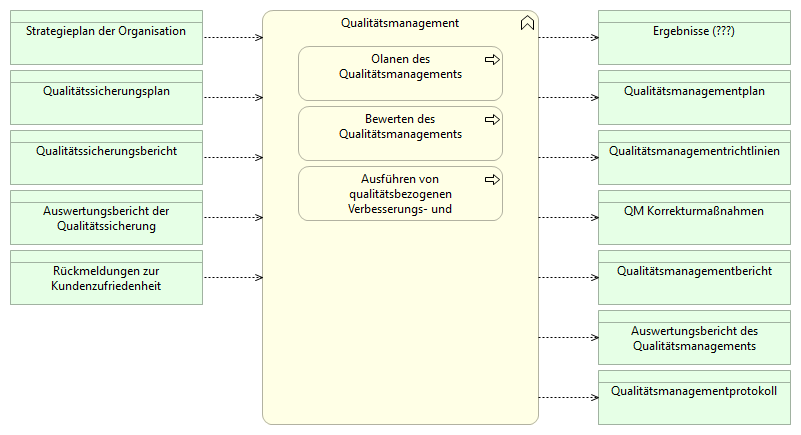 Strategieplan der Organisation
Qualitätssicherungsplan
Qualitätssicherungsbericht
Auswertungsbericht der
Qualitätssicherung
Rückmeldungen zur
Kundenzufriedenheit
Qualitätsmanagement
Olanen des
Qualitätsmanagements
Bewerten des
Qualitätsmanagements
Ausführen von
qualitätsbezogenen
Verbesserungs- und
Ergebnisse (???)
Qualitätsmanagementplan
Qualitätsmanagementrichtlinien
QM Korrekturmaßnahmen
Qualitätsmanagementbericht
Auswertungsbericht des
Qualitätsmanagements
Qualitätsmanagementprotokoll